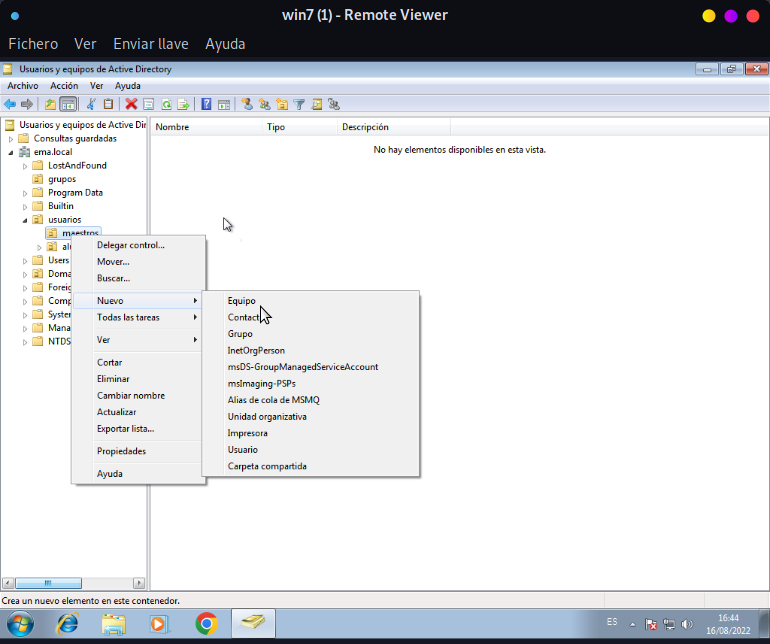 win7 (1) - Remote Viewer
Fichero Ver Enviar llave Ayuda
Usuarios y equipos de Active Directory
Archivo Acción Ver Ayuda
Usuarios y equipos de Active Dir
Consultas guardadas
ema.local
LostAndFound
grupos
Program Data
Builtin
usuarios
maestros
al
Users
Doma
Foreig
Comp
System
Mana
NTDS
Nombre Tipo Descripción
No hay elementos disponibles en esta vista.
Delegar control...
Mover...
Buscar...
Nuevo
Todas las tareas
Ver
Cortar
Eliminar
Cambiar nombre
Actualizar
Exportar lista...
Propiedades
Ayuda
Equipo
Contact
Grupo
InetOrgPerson
msDS-GroupManagedServiceAccount
msImaging-PSPs
Alias de cola de MSMQ
Unidad organizativa
Impresora
Usuario
Carpeta compartida
Crea un nuevo elemento en este contenedor.
ES
16:44
16/08/2022